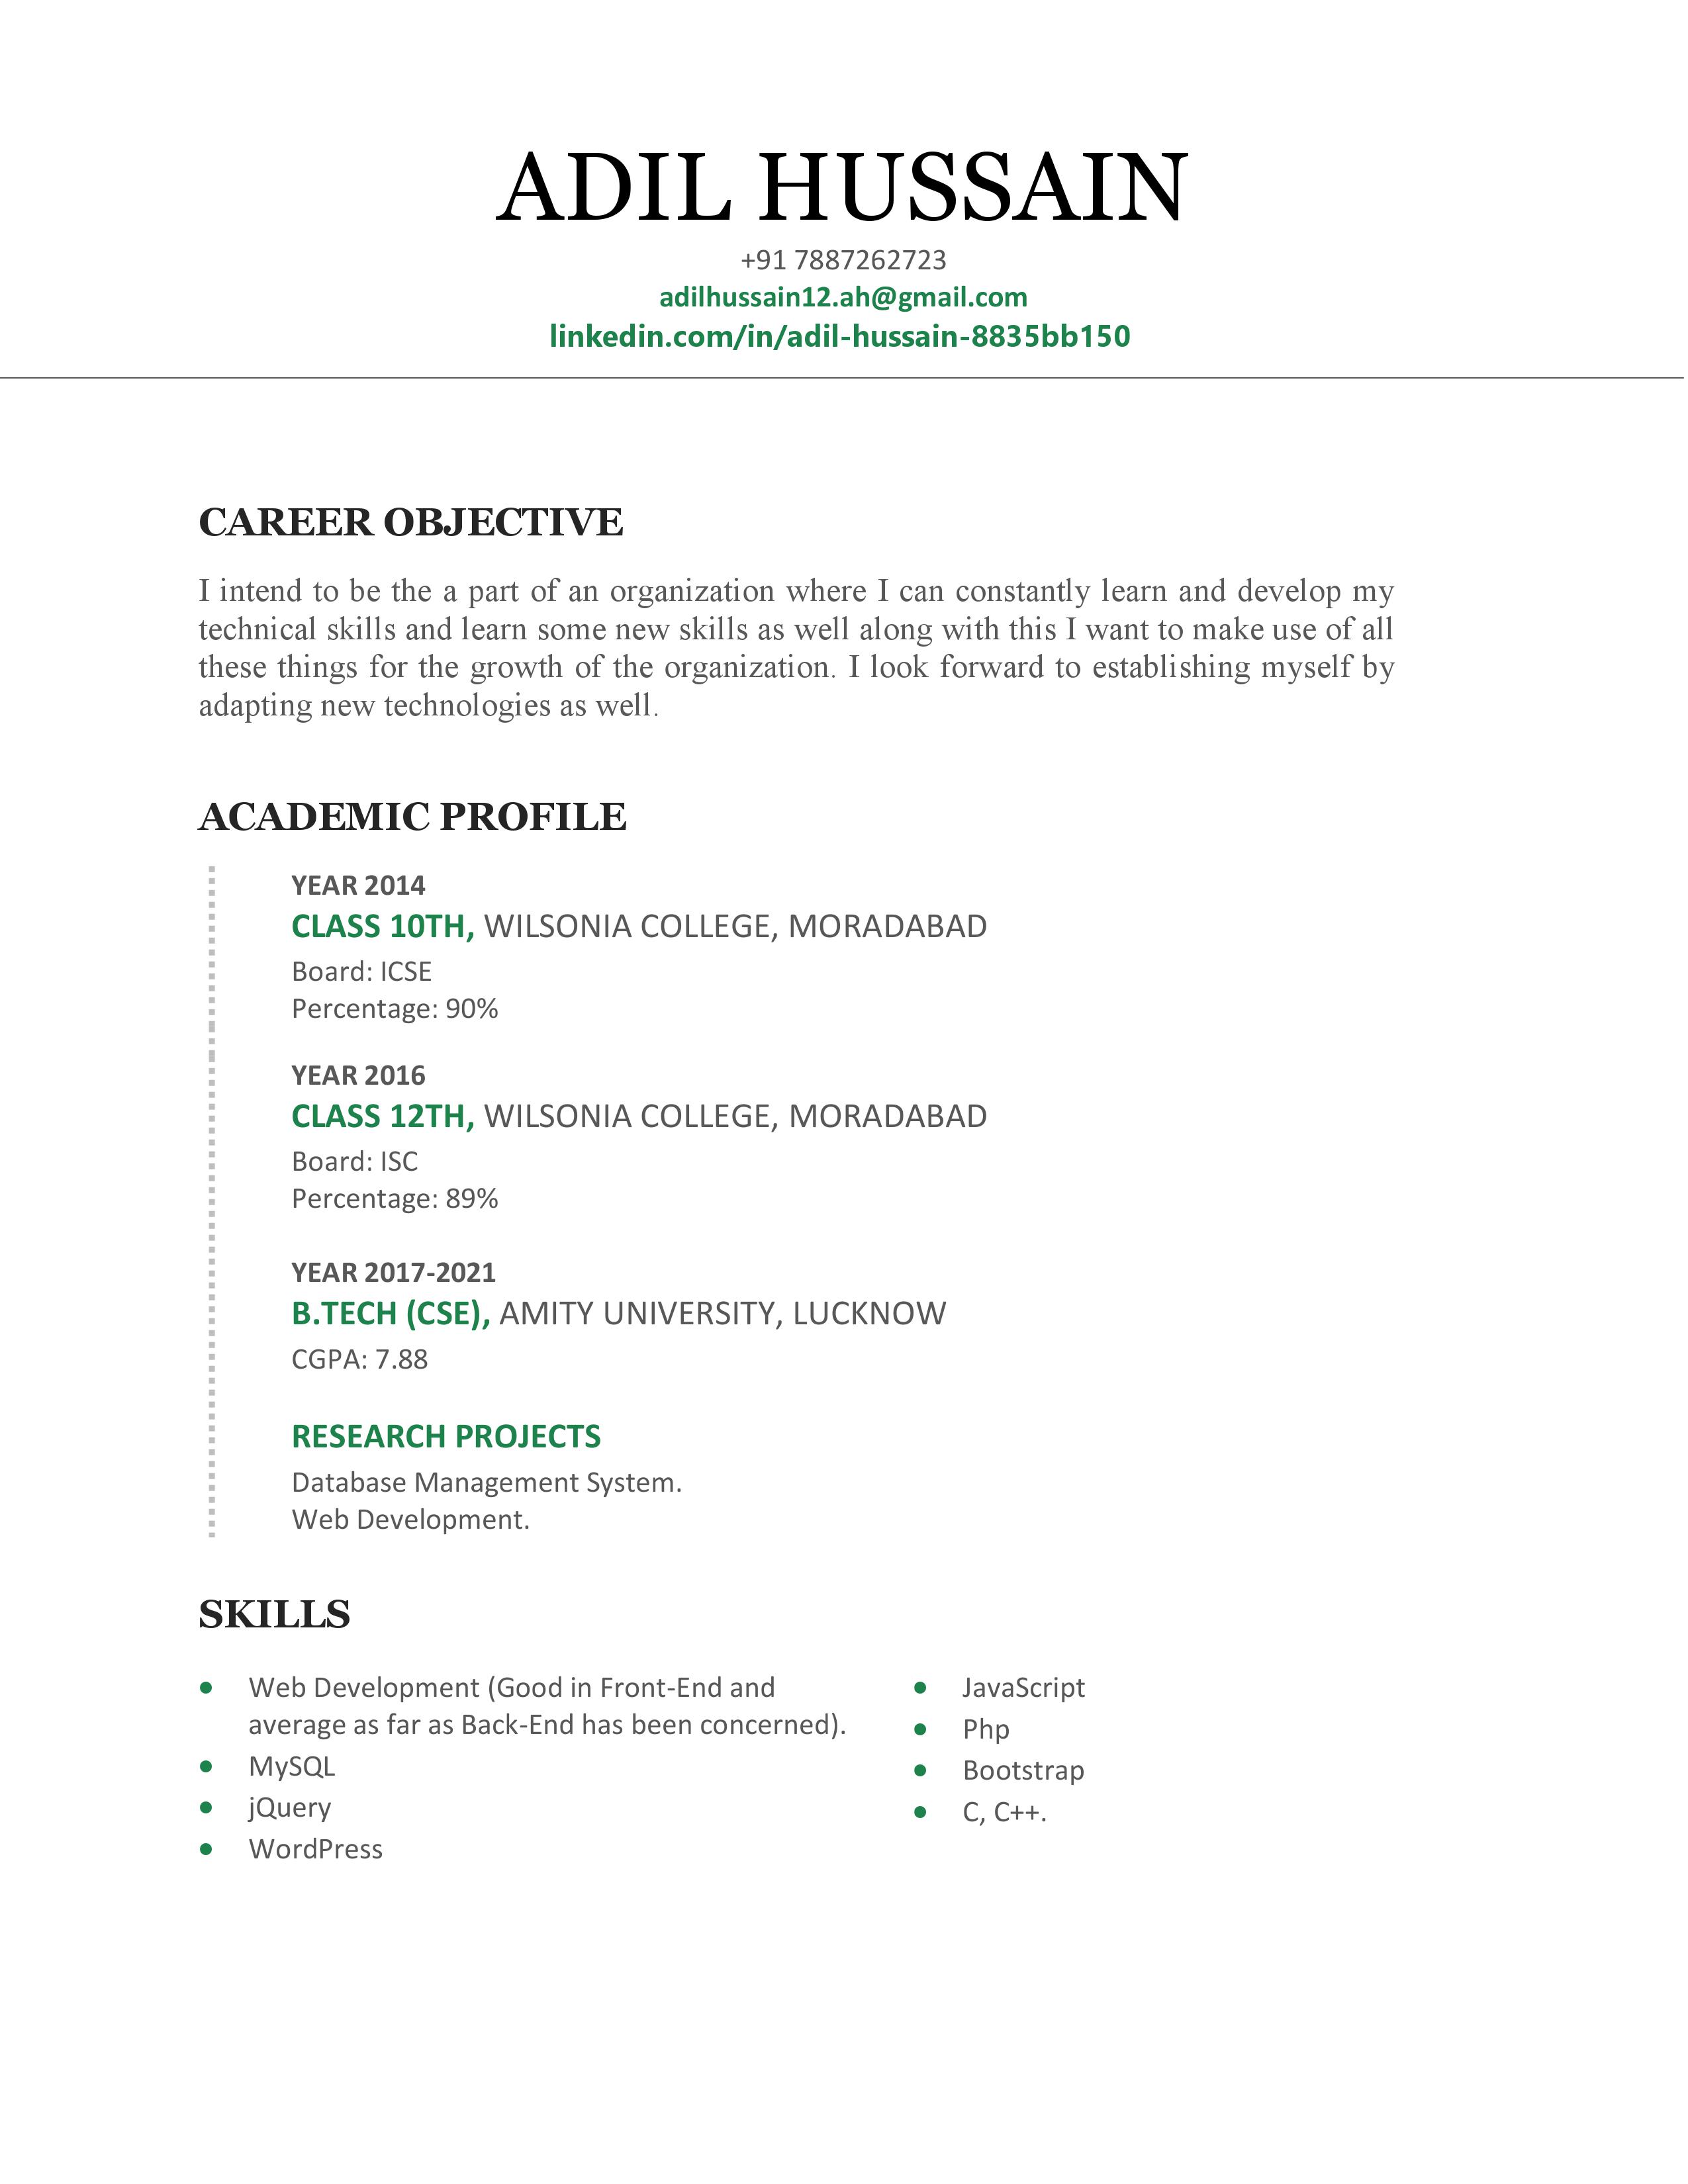 ADIL HUSSAIN
+91 7887262723
adilhussain12.ah@gmail.com
linkedin.com/in/adil-hussain-8835bb150
CAREER OBJECTIVE
I intend to be the a part of an organization where I can constantly learn and develop my
technical skills and learn some new skills as well along with this I want to make use of all
these things for the growth of the organization. I look forward to establishing myself by
adapting new technologies as well.
ACADEMIC PROFILE
YEAR 2014
CLASS 10TH, WILSONIA COLLEGE, MORADABAD
Board: ICSE
Percentage: 90%
YEAR 2016
CLASS 12TH, WILSONIA COLLEGE, MORADABAD
Board: ISC
Percentage: 89%
YEAR 2017-2021
B.TECH (CSE), AMITY UNIVERSITY, LUCKNOW
CGPA: 7.88
RESEARCH PROJECTS
Database Management System.
Web Development.
SKILLS
• Web Development (Good in Front-End and
average as far as Back-End has been concerned).
• MySQL
• jQuery
• WordPress
• JavaScript
• Php
• Bootstrap
• C, C++.